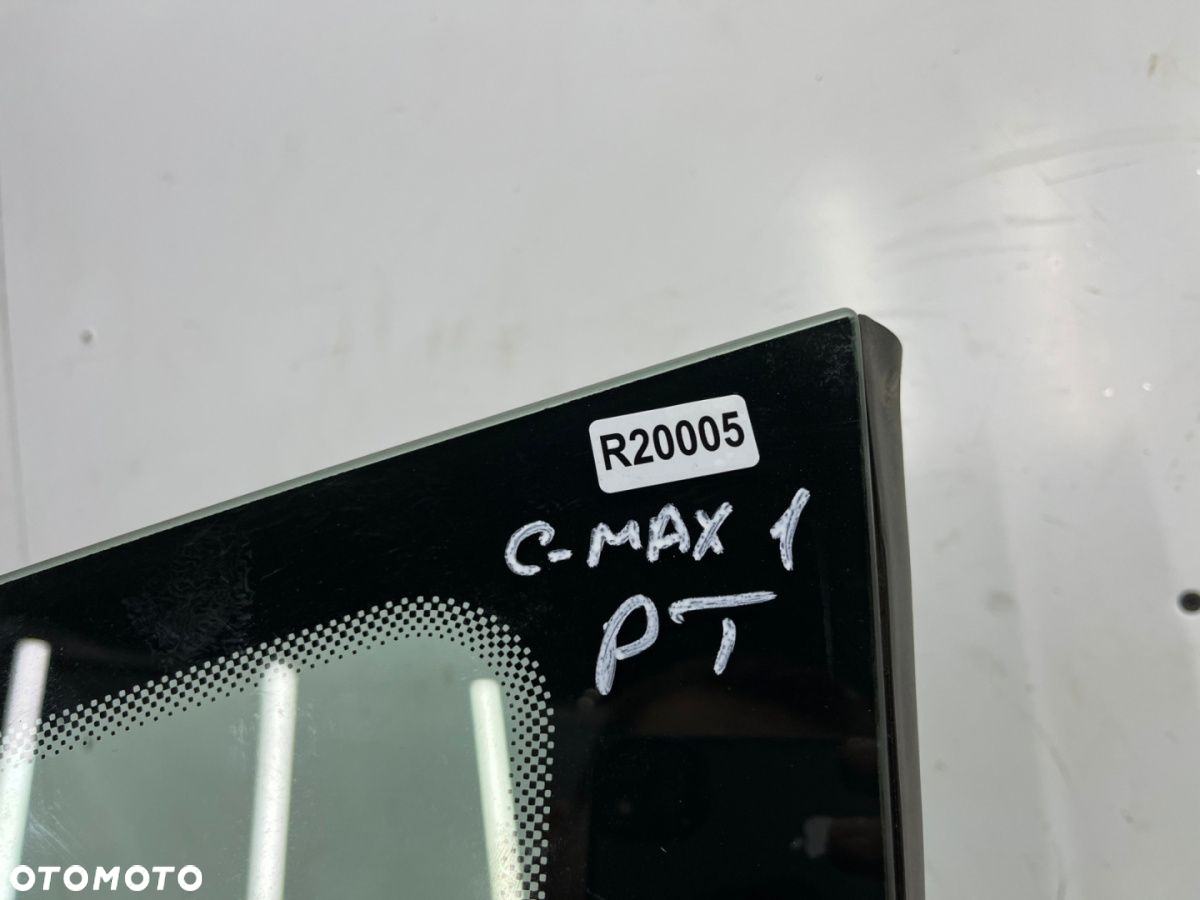 R20005
C-MAX 1
PT
OTOMOTO